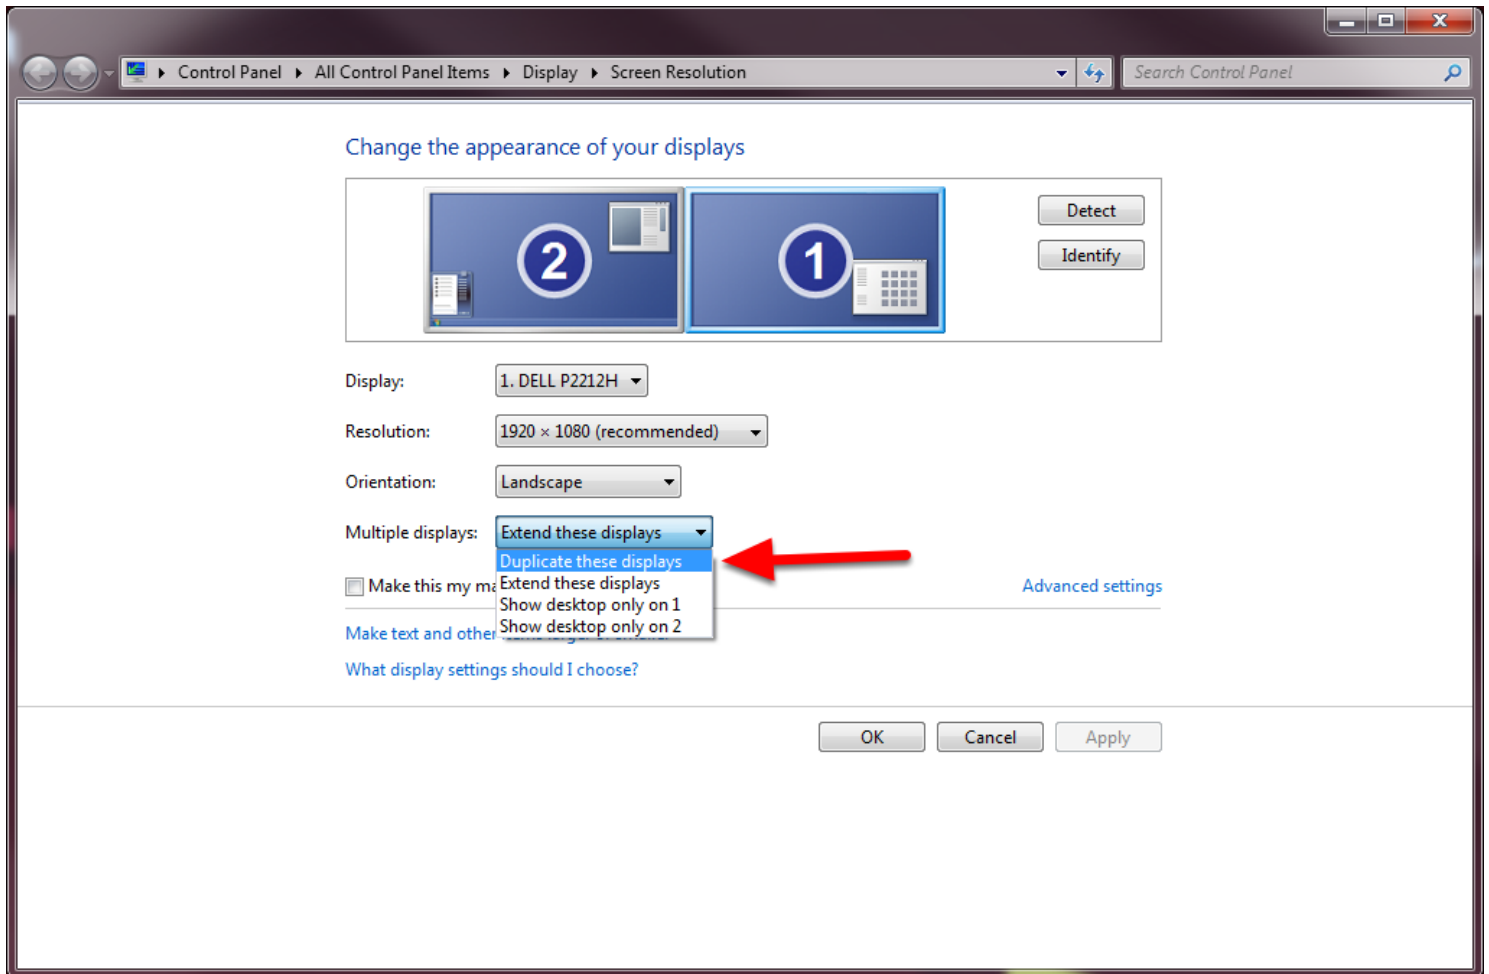 Control Panel ▸ All Control Panel Items ▸ Display ▸ Screen Resolution
Search Control Panel
Change the appearance of your displays
2
1
Detect
Identify
Display: 1. DELL P2212H
Resolution: 1920 × 1080 (recommended)
Orientation: Landscape
Multiple displays: Extend these displays
Duplicate these displays
Extend these displays
Show desktop only on 1
Show desktop only on 2
Make this my
Advanced settings
Make text and other
What display settings should I choose?
OK
Cancel
Apply